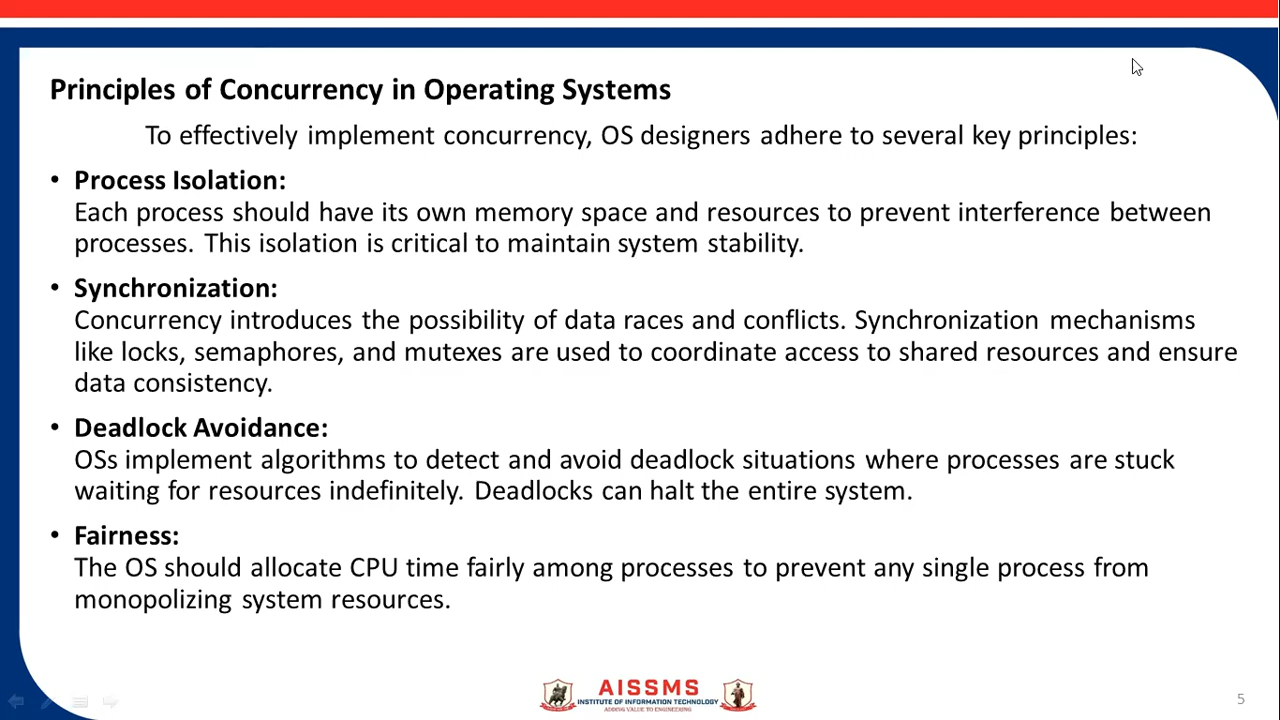 Principles of Concurrency in Operating Systems
To effectively implement concurrency, OS designers adhere to several key principles:
• Process Isolation:
Each process should have its own memory space and resources to prevent interference between
processes. This isolation is critical to maintain system stability.
• Synchronization:
Concurrency introduces the possibility of data races and conflicts. Synchronization mechanisms
like locks, semaphores, and mutexes are used to coordinate access to shared resources and ensure
data consistency.
• Deadlock Avoidance:
OSs implement algorithms to detect and avoid deadlock situations where processes are stuck
waiting for resources indefinitely. Deadlocks can halt the entire system.
• Fairness:
The OS should allocate CPU time fairly among processes to prevent any single process from
monopolizing system resources.
AISSMS
INSTITUTE OF INFORMATION TECHNOLOGY
ADDING VALUE TO ENGINEERING
5